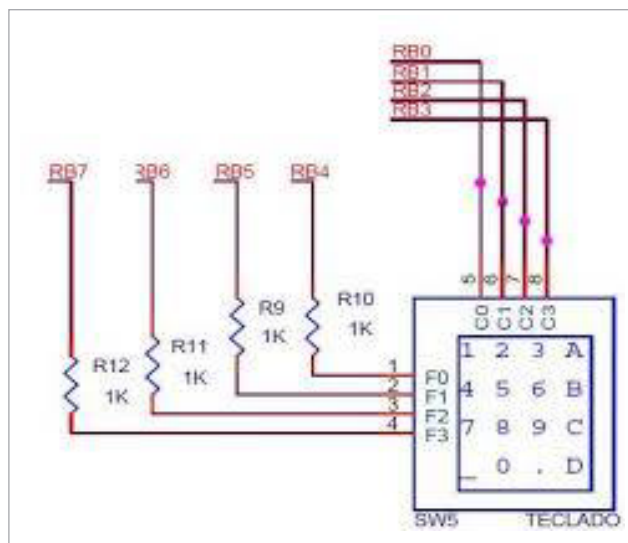 RB0
RB1
RB2
RB3
RB7 RB6 RB5 RB4
5 6 7 8
R9 R10
1K 1K
R12 R11
1K 1K
C0 C1 C2 C3
1 F0
2 F1
3 F2
4 F3
1 2 3 A
4 5 6 B
7 8 9 C
_ 0 . D
SW5 TECLADO